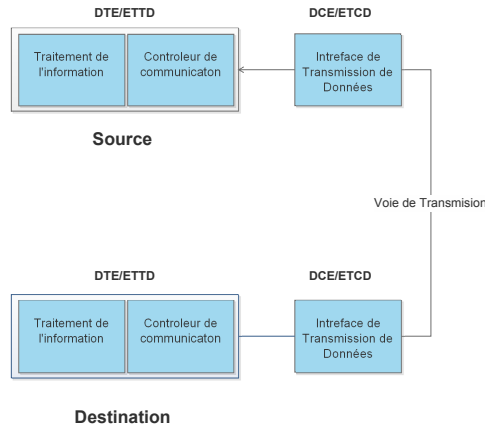 DTE/ETTD
DCE/ETCD
Traitement de
l'information
Controleur de
communicaton
Intreface de
Transmission de
Données
Source
Voie de Transmision
DTE/ETTD
DCE/ETCD
Traitement de
l'information
Controleur de
communicaton
Intreface de
Transmission de
Données
Destination